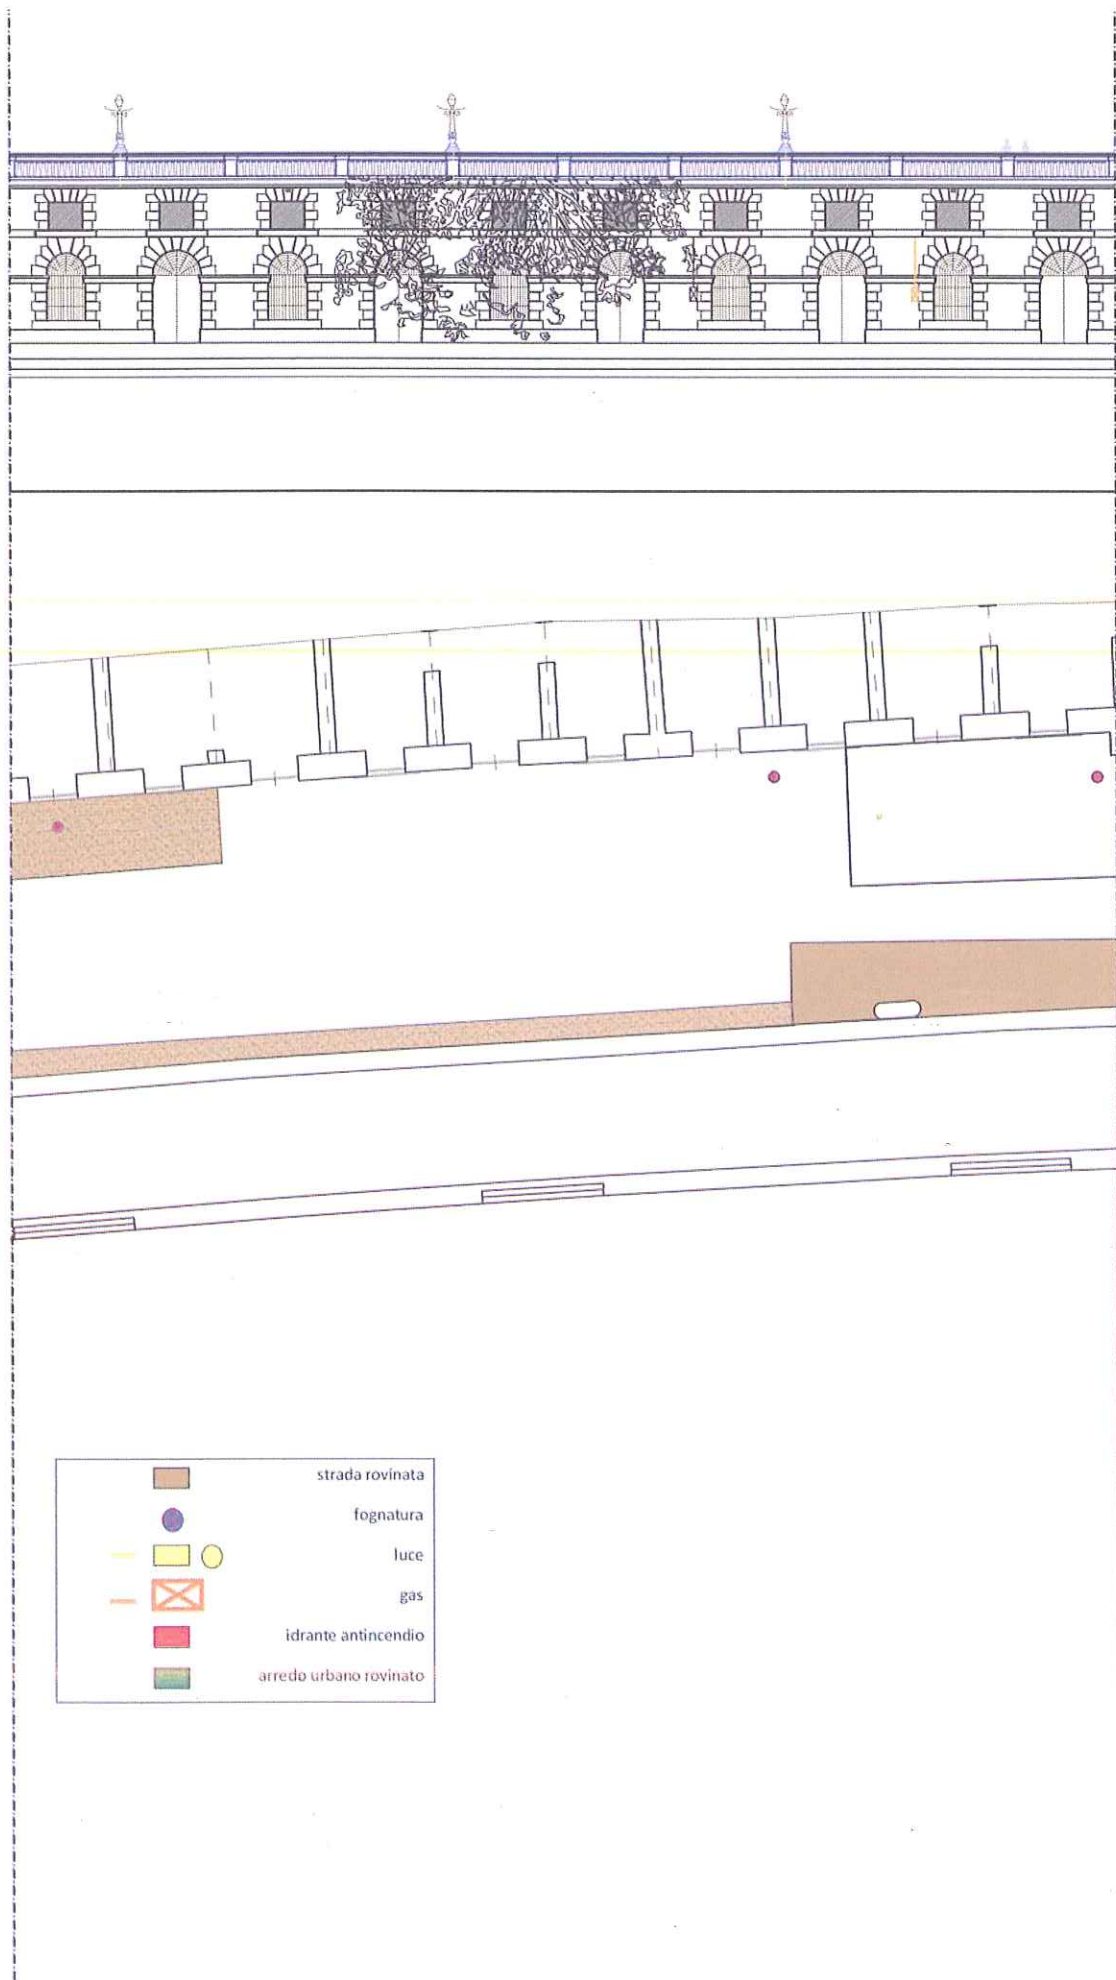 strada rovinata
fognatura
luce
gas
idrante antincendio
arredo urbano rovinato